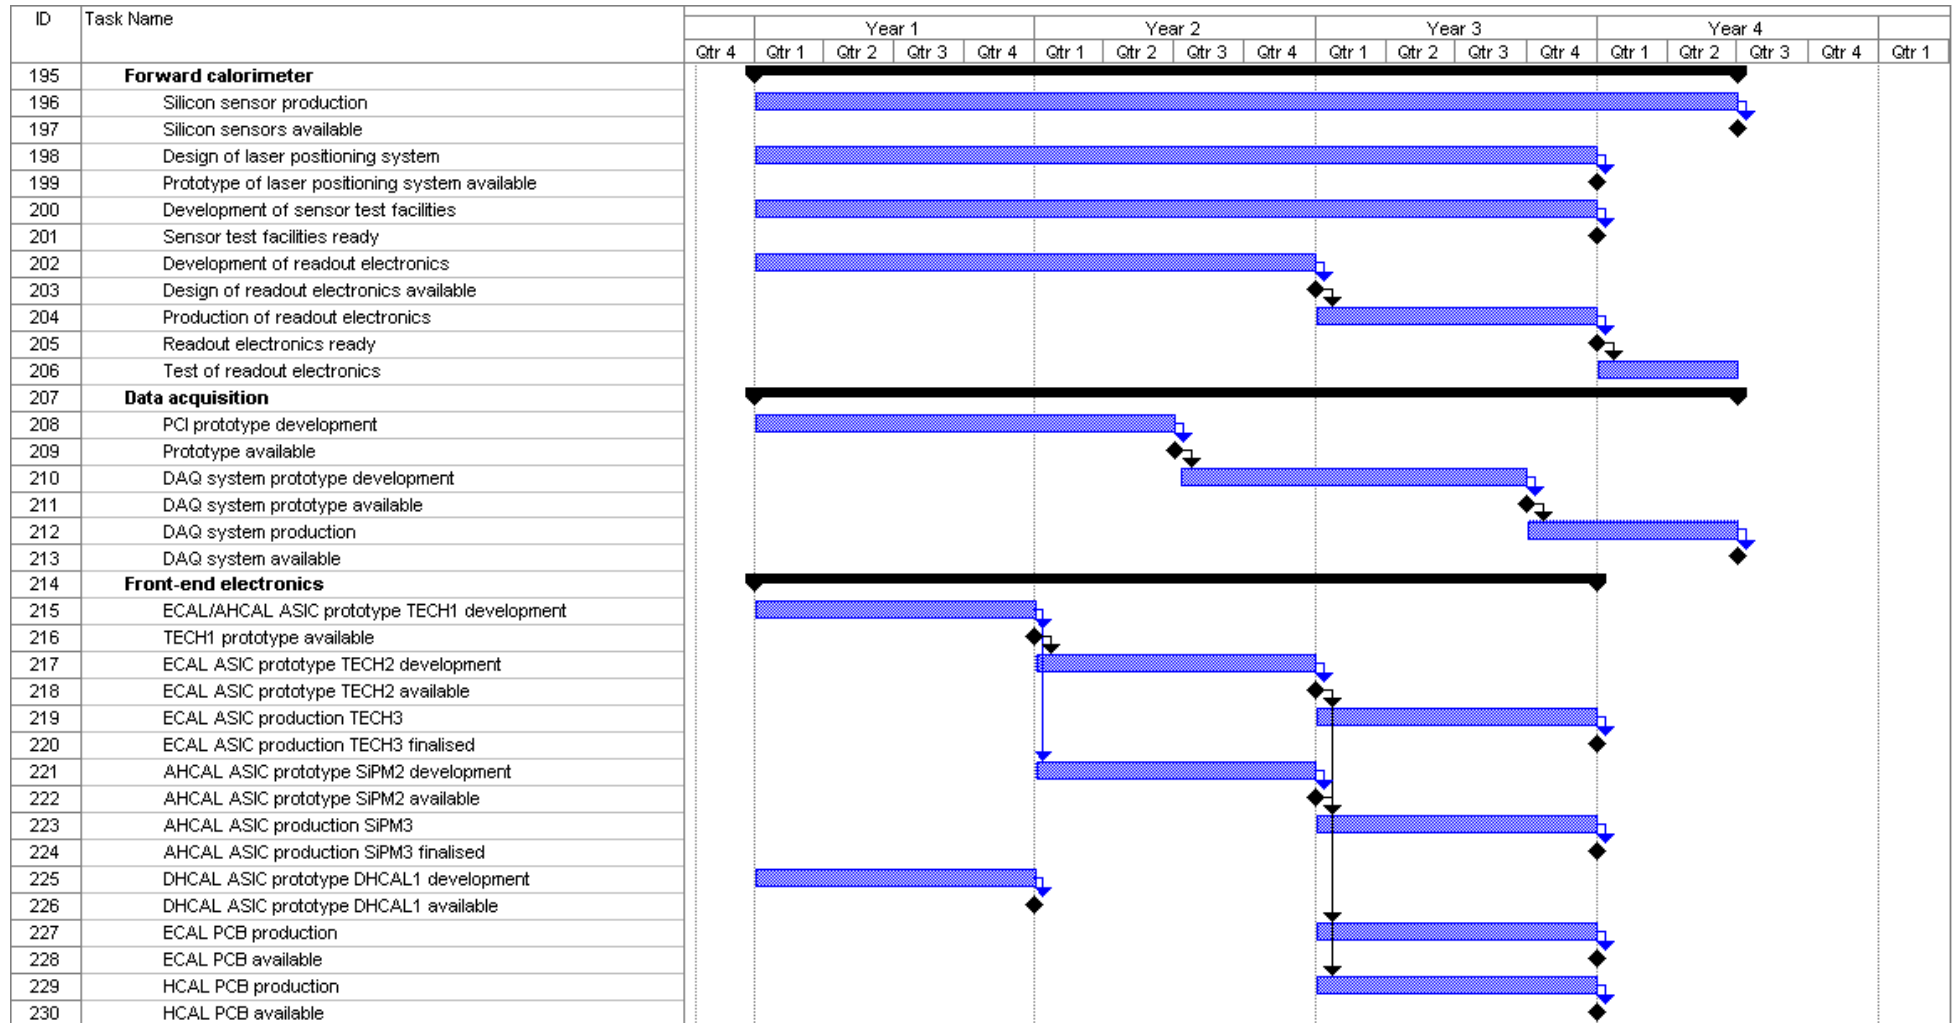 ID Task Name
Year 1 Year 2 Year 3 Year 4
Qtr 4 Qtr 1 Qtr 2 Qtr 3 Qtr 4 Qtr 1 Qtr 2 Qtr 3 Qtr 4 Qtr 1 Qtr 2 Qtr 3 Qtr 4 Qtr 1 Qtr 2 Qtr 3 Qtr 4 Qtr 1
195 Forward calorimeter
196 Silicon sensor production
197 Silicon sensors available
198 Design of laser positioning system
199 Prototype of laser positioning system available
200 Development of sensor test facilities
201 Sensor test facilities ready
202 Development of readout electronics
203 Design of readout electronics available
204 Production of readout electronics
205 Readout electronics ready
206 Test of readout electronics
207 Data acquisition
208 PCI prototype development
209 Prototype available
210 DAQ system prototype development
211 DAQ system prototype available
212 DAQ system production
213 DAQ system available
214 Front-end electronics
215 ECAL/AHCAL ASIC prototype TECH1 development
216 TECH1 prototype available
217 ECAL ASIC prototype TECH2 development
218 ECAL ASIC prototype TECH2 available
219 ECAL ASIC production TECH3
220 ECAL ASIC production TECH3 finalised
221 AHCAL ASIC prototype SiPM2 development
222 AHCAL ASIC prototype SiPM2 available
223 AHCAL ASIC production SiPM3
224 AHCAL ASIC production SiPM3 finalised
225 DHCAL ASIC prototype DHCAL1 development
226 DHCAL ASIC prototype DHCAL1 available
227 ECAL PCB production
228 ECAL PCB available
229 HCAL PCB production
230 HCAL PCB available